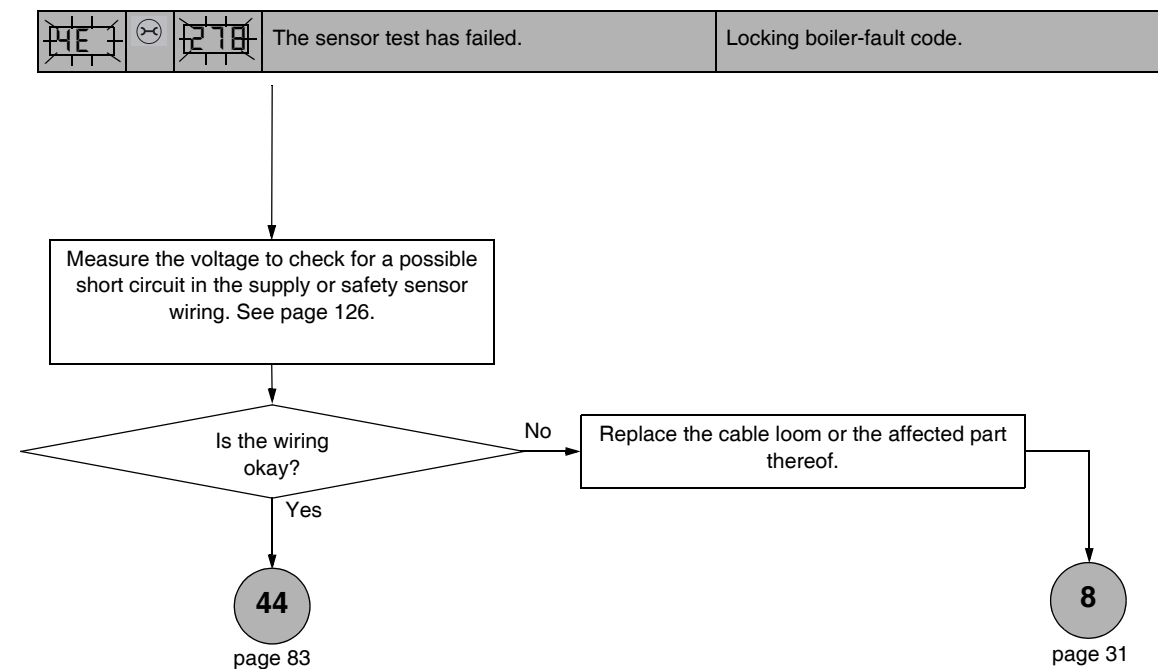 4E 278 The sensor test has failed. Locking boiler-fault code.
Measure the voltage to check for a possible
short circuit in the supply or safety sensor
wiring. See page 126.
Is the wiring
okay?
No
Replace the cable loom or the affected part
thereof.
Yes
44
page 83
8
page 31